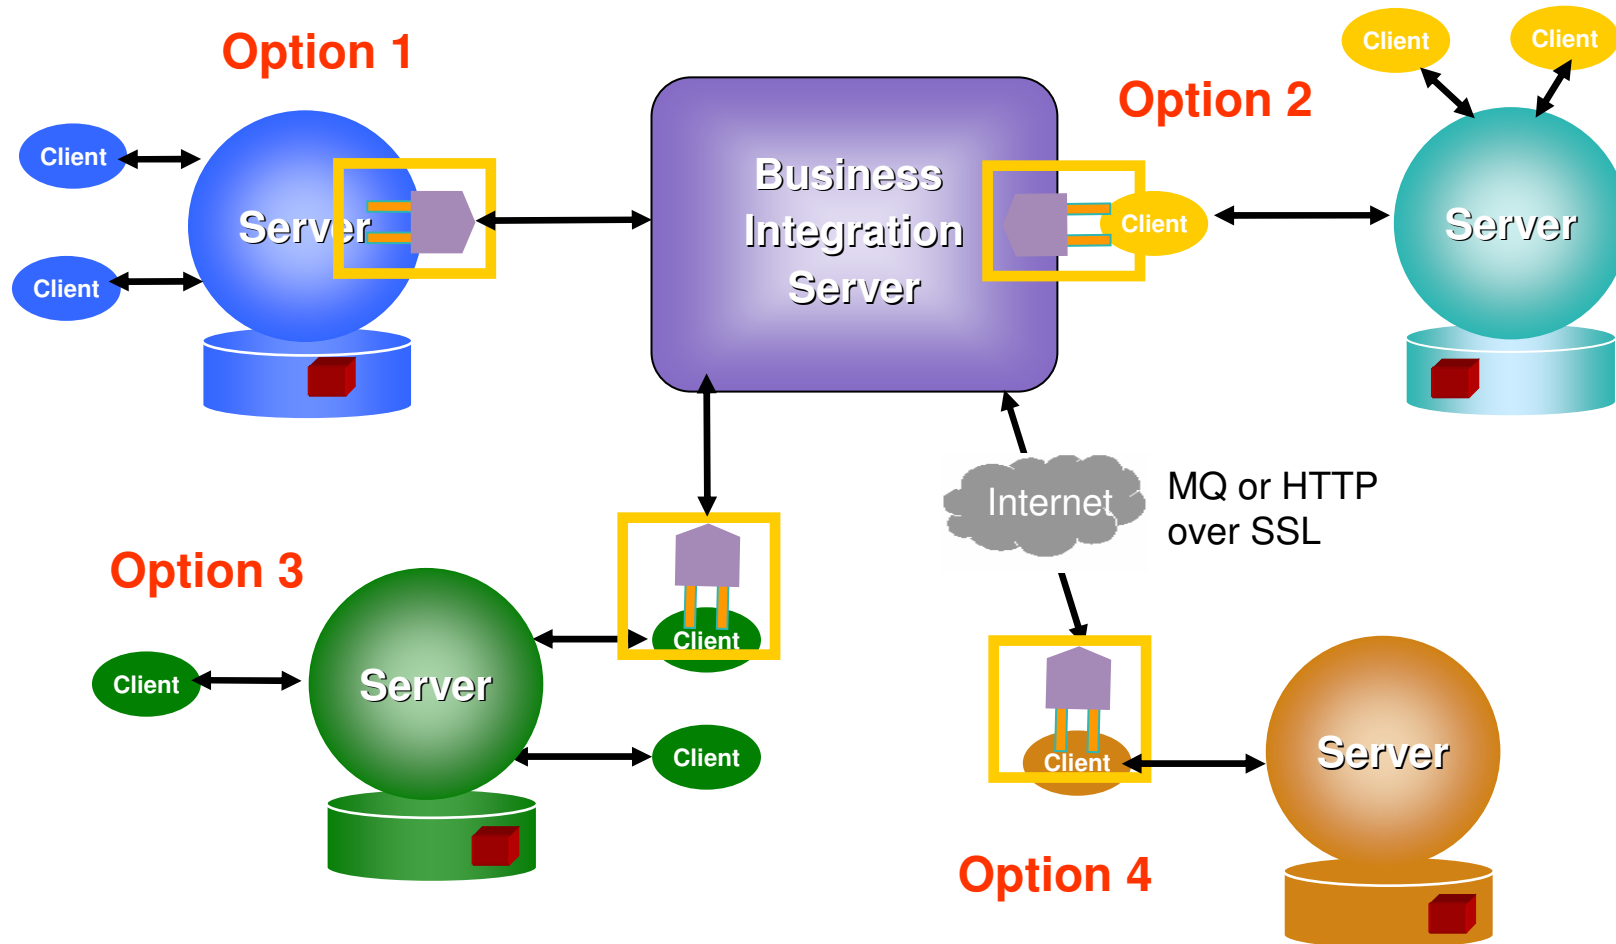 Option 1
Client
Client
Server
Business
Integration
Server
Option 2
Client
Client
Client
Server
Option 3
Client
Server
Client
Client
Internet
MQ or HTTP
over SSL
Client
Server
Option 4